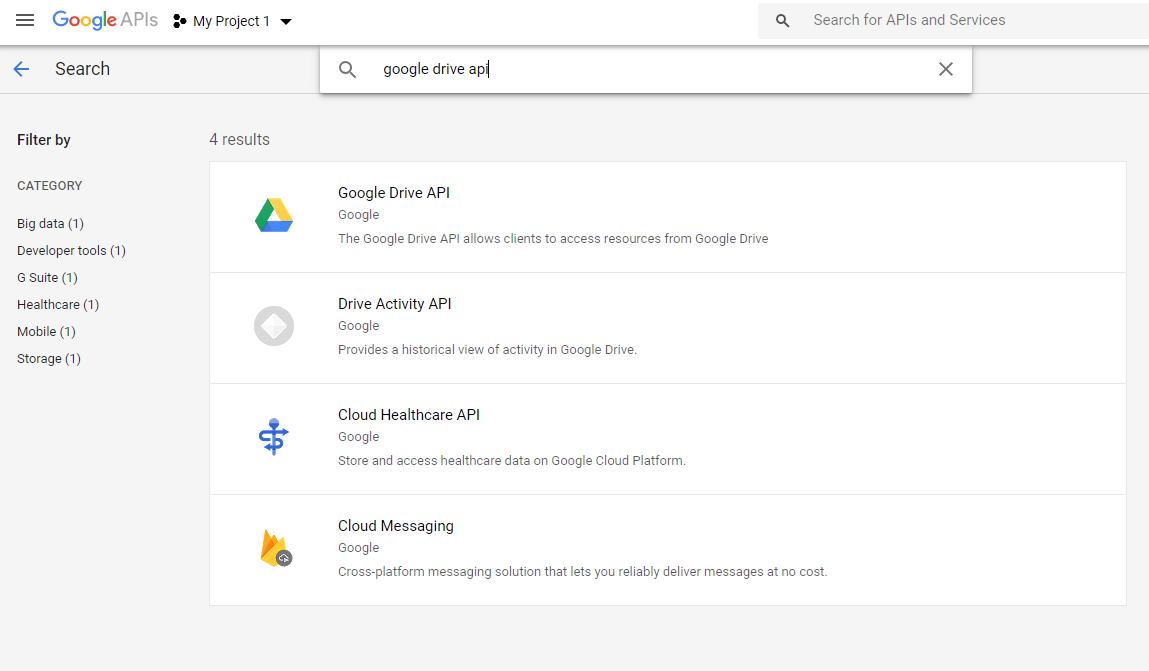 Google APIs My Project 1 Search for APIs and Services
Search google drive api
Filter by
CATEGORY
Big data (1)
Developer tools (1)
G Suite (1)
Healthcare (1)
Mobile (1)
Storage (1)
4 results
Google Drive API
Google
The Google Drive API allows clients to access resources from Google Drive
Drive Activity API
Google
Provides a historical view of activity in Google Drive.
Cloud Healthcare API
Google
Store and access healthcare data on Google Cloud Platform.
Cloud Messaging
Google
Cross-platform messaging solution that lets you reliably deliver messages at no cost.